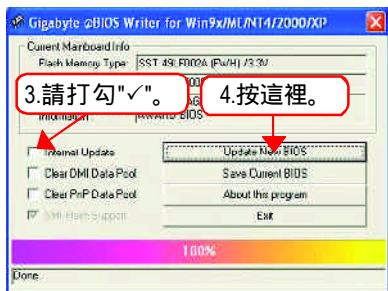 Gigabyte @BIOS Writer for Win9x/ME/NT4/2000/XP
Current Mainboard Info
Flash Memory Type: SST 49LF002A (FW/H) /3.3V
3.請打勾"✓"。
4.按這裡。
Information : AWARD BIOS
Internal Update
Update New BIOS
Clear DMI Data Pool
Save Current BIOS
Clear PnP Data Pool
About this program
SMI Flash Support
Exit
100%
Done.